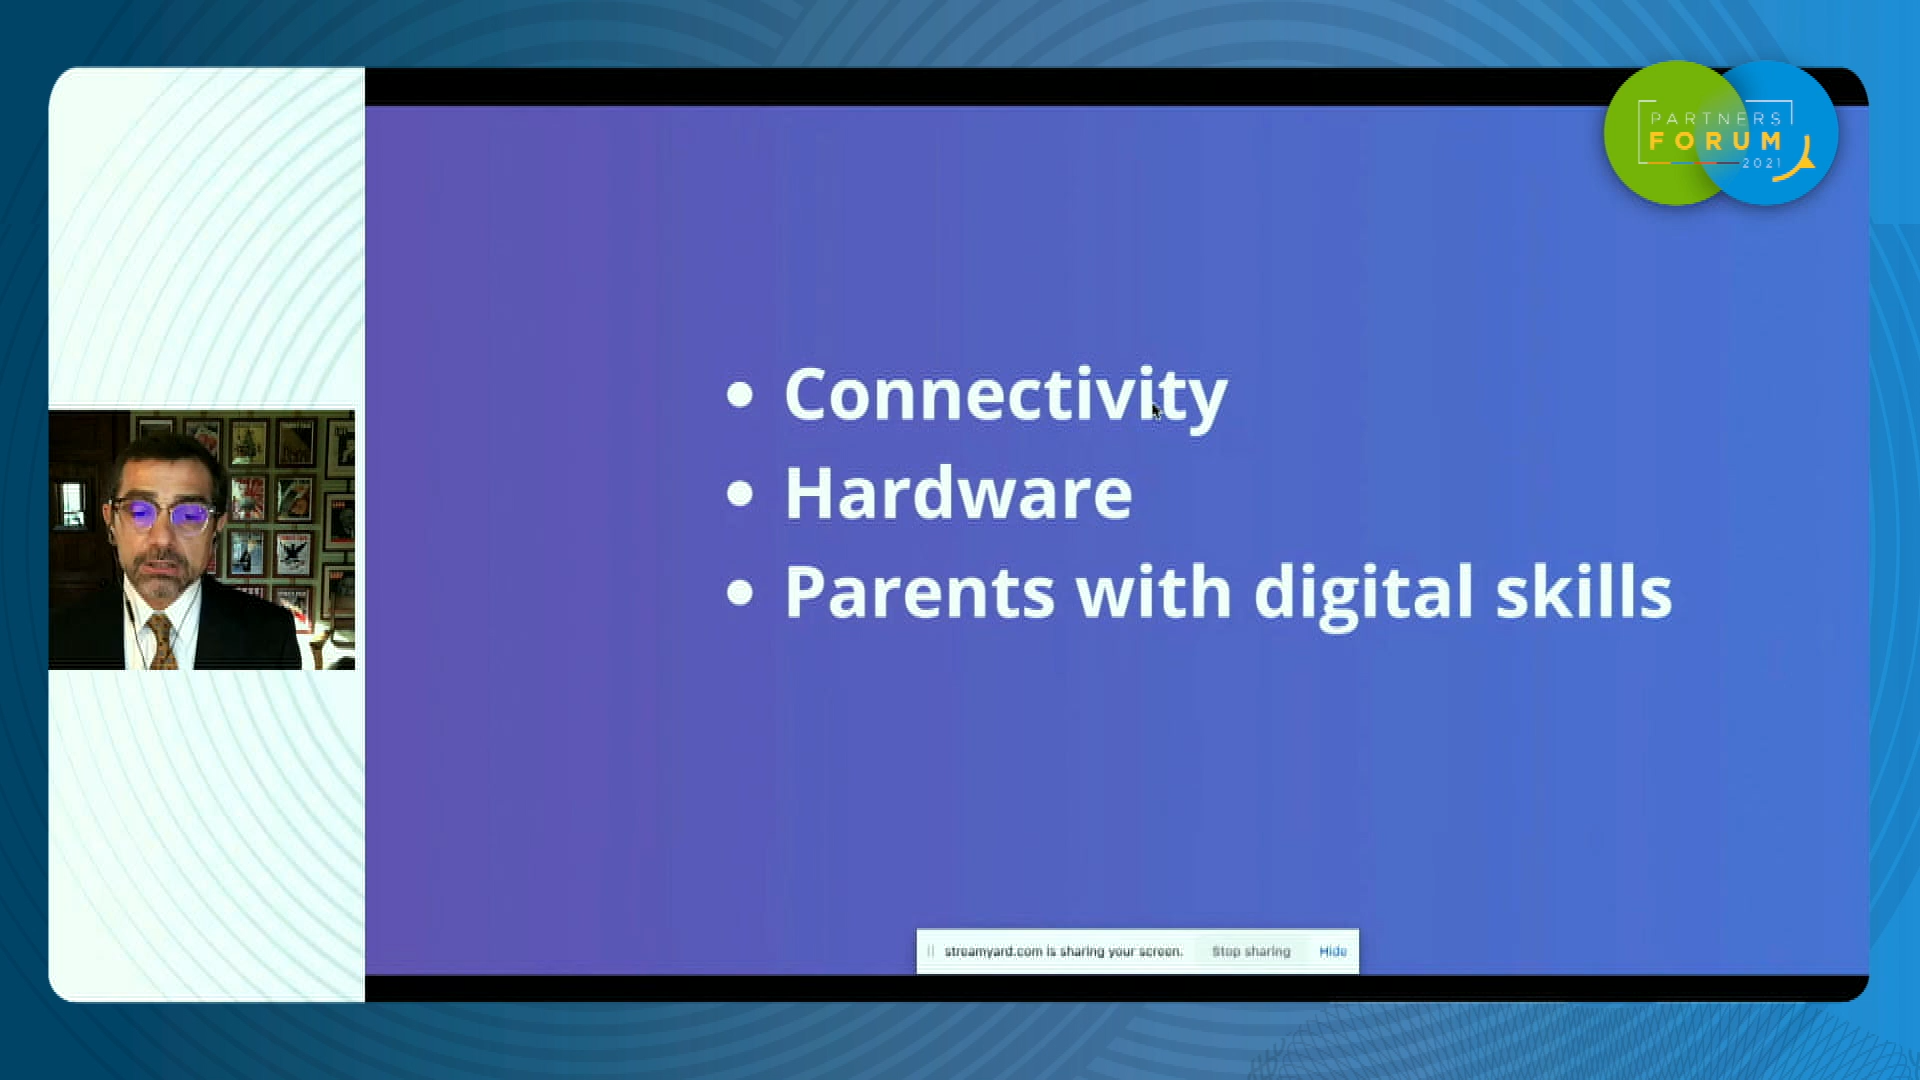 PARTNERS
FORUM
2021
• Connectivity
• Hardware
• Parents with digital skills
streamyard.com is sharing your screen. Stop sharing Hide